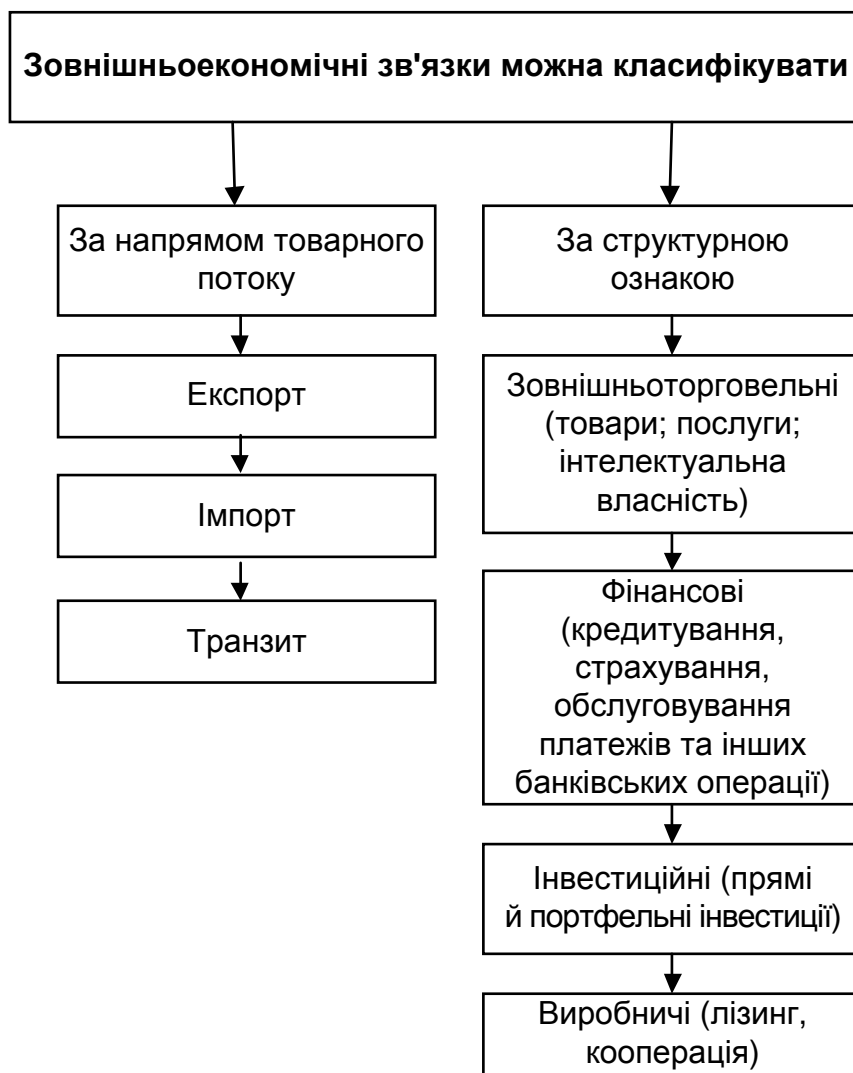 Зовнішньоекономічні зв'язки можна класифікувати
За напрямом товарного
потоку
Експорт
Імпорт
Транзит
За структурною
ознакою
Зовнішньоторговельні
(товари; послуги;
інтелектуальна
власність)
Фінансові
(кредитування,
страхування,
обслуговування
платежів та інших
банківських операції)
Інвестиційні (прямі
й портфельні інвестиції)
Виробничі (лізинг,
кооперація)